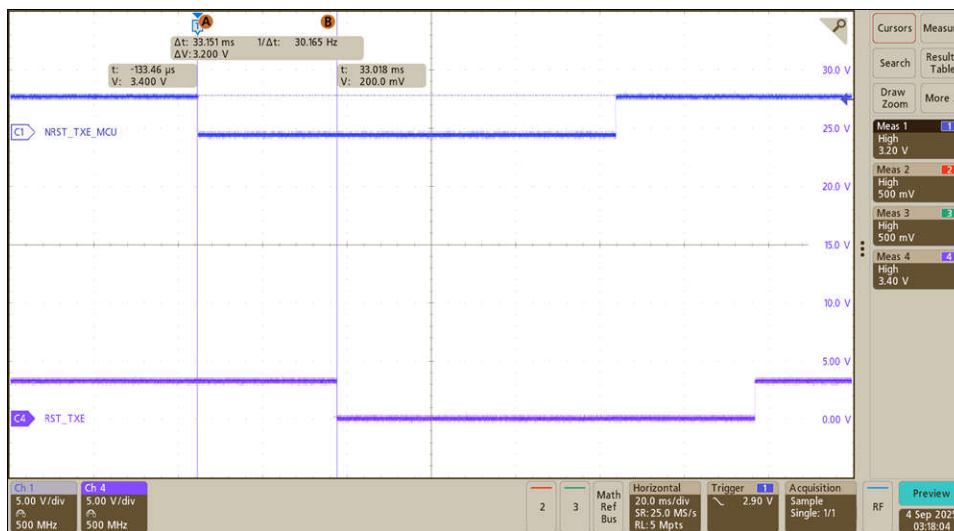 A
B
Δt: 33.151 ms 1/Δt: 30.165 Hz
ΔV: 3.200 V
t: -133.46 µs
V: 3.400 V
t: 33.018 ms
V: 200.0 mV
30.0 V
C1 NRST_TXE_MCU
25.0 V
20.0 V
15.0 V
10.0 V
5.00 V
C4 RST_TXE
0.00 V
Cursors
Search
Result
Table
Draw
Zoom
More
Meas 1 1
High
3.20 V
Meas 2 2
High
500 mV
Meas 3 3
High
500 mV
Meas 4 4
High
3.40 V
Ch 1
5.00 V/div
500 MHz
Ch 4
5.00 V/div
500 MHz
2
3
Math
Ref
Bus
Horizontal
20.0 ms/div
SR: 25.0 MS/s
RL: 5 Mpts
Trigger 1
2.90 V
Acquisition
Sample
Single: 1/1
RF
Preview
03:18:04